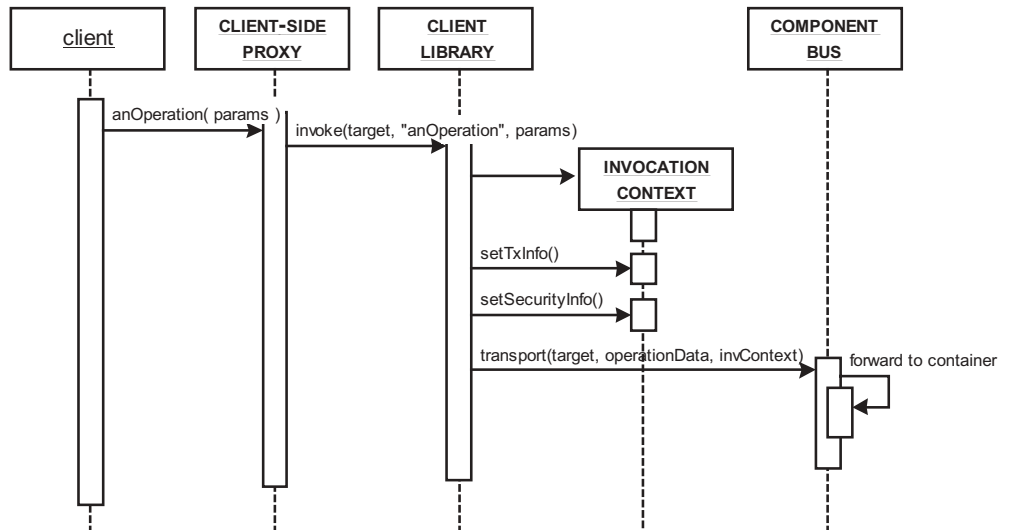 client
CLIENT-SIDE
PROXY
CLIENT
LIBRARY
COMPONENT
BUS
anOperation( params )
invoke(target, "anOperation", params)
INVOCATION
CONTEXT
setTxInfo()
setSecurityInfo()
transport(target, operationData, invContext)
forward to container